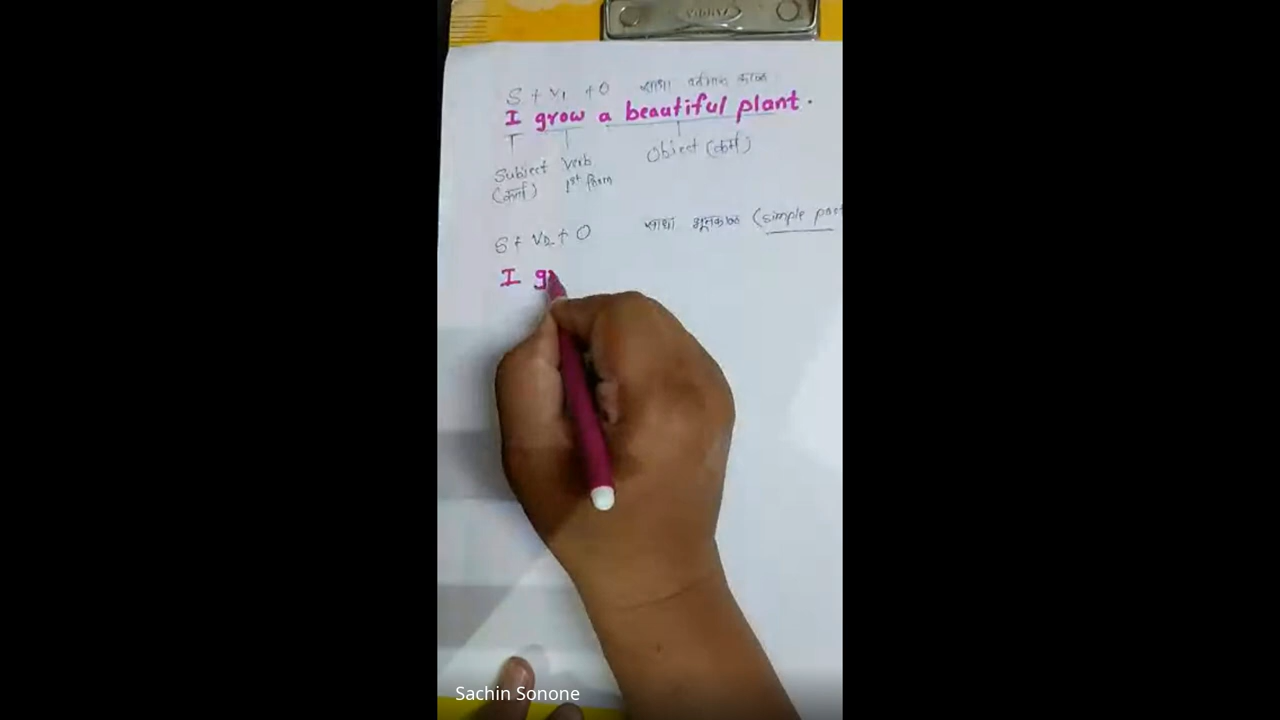 S + V1 + O साधा वर्तमान काळ
I grow a beautiful plant.
Subject Verb Object (कर्म)
(कर्ता) 1st form
S + V2 + O साधा भूतकाळ (simple past
I g
Sachin Sonone